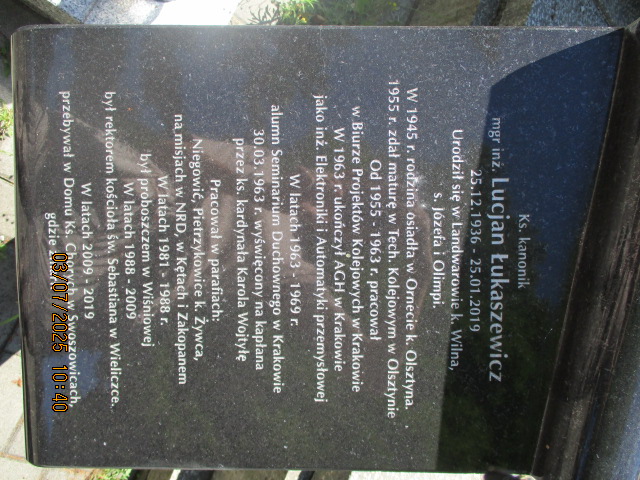 Ks. kanonik
mgr inż. Lucjan Łukaszewicz
25.12.1936 - 25.01.2019
Urodził się w Landwarowie k. Wilna,
s. Józefa i Olimpi.
W 1945 r. rodzina osiadła w Ornecie k. Olsztyna.
1955 r. zdał maturę w Tech. Kolejowym w Olsztynie
Od 1955 - 1963 r. pracował
w Biurze Projektów Kolejowych w Krakowie
W 1963 r. ukończył AGH w Krakowie
jako inż. Elektroniki i Automatyki przemysłowej
W latach 1963 - 1969 r.
alumn Seminarium Duchownego w Krakowie
30.03.1963 r. wyświęcony na kapłana
przez ks. kardynała Karola Wojtyłę
Pracował w parafiach:
Niegowić, Pietrzykowice k. Żywca,
na misjach w NRD, w Kętach i Zakopanem
W latach 1981 - 1988 r.
był proboszczem w Wiśniowej
W latach 1988 - 2009
był rektorem kościoła św. Sebastiana w Wieliczce.
W latach 2009 - 2019
przebywał w Domu Ks. Chorych w Swoszowicach,
gdzie
03/07/2025 10:40